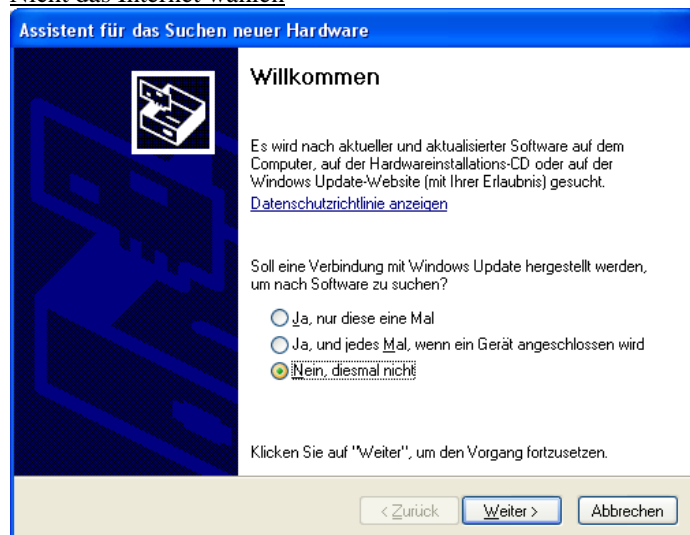 Nicht das Internet wählen
Assistent für das Suchen neuer Hardware
Willkommen
Es wird nach aktueller und aktualisierter Software auf dem
Computer, auf der Hardwareinstallations-CD oder auf der
Windows Update-Website (mit Ihrer Erlaubnis) gesucht.
Datenschutzrichtlinie anzeigen
Soll eine Verbindung mit Windows Update hergestellt werden,
um nach Software zu suchen?
Ja, nur diese eine Mal
Ja, und jedes Mal, wenn ein Gerät angeschlossen wird
Nein, diesmal nicht
Klicken Sie auf "Weiter", um den Vorgang fortzusetzen.
< Zurück Weiter > Abbrechen